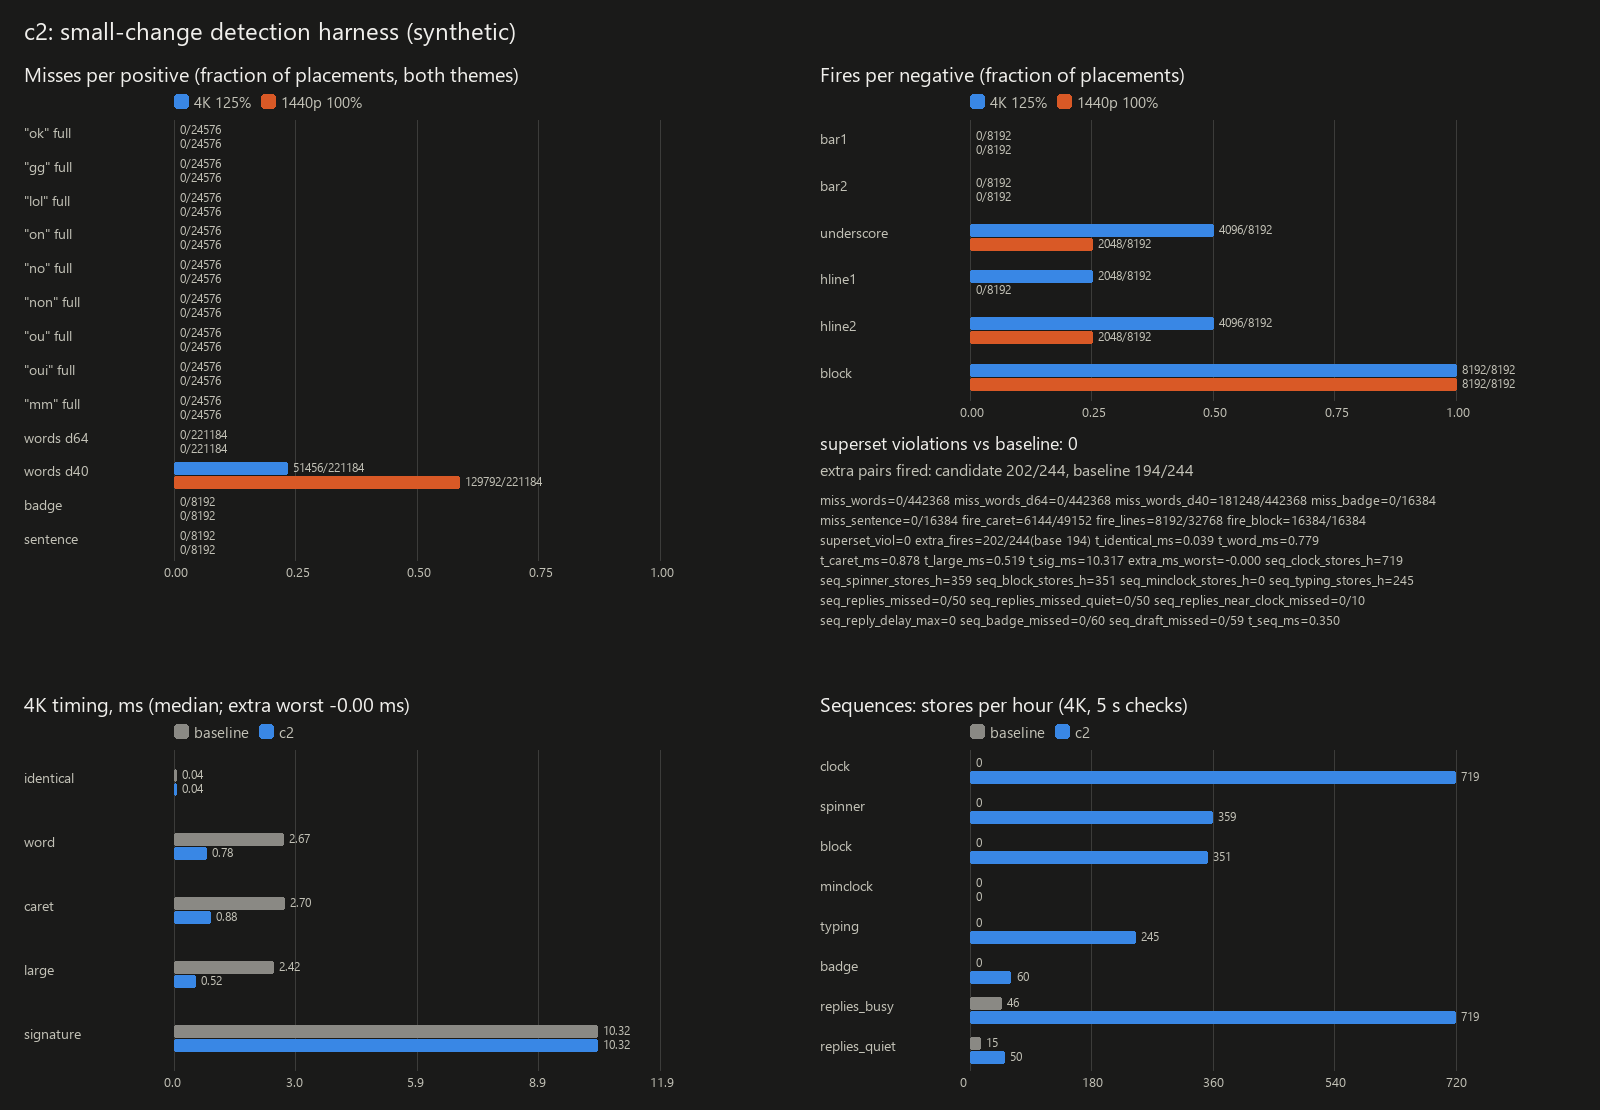 c2: small-change detection harness (synthetic)
Misses per positive (fraction of placements, both themes)
4K 125% 1440p 100%
"ok" full 0/24576
0/24576
"gg" full 0/24576
0/24576
"lol" full 0/24576
0/24576
"on" full 0/24576
0/24576
"no" full 0/24576
0/24576
"non" full 0/24576
0/24576
"ou" full 0/24576
0/24576
"oui" full 0/24576
0/24576
"mm" full 0/24576
0/24576
words d64 0/221184
0/221184
words d40 51456/221184
129792/221184
badge 0/8192
0/8192
sentence 0/8192
0/8192
0.00 0.25 0.50 0.75 1.00
Fires per negative (fraction of placements)
4K 125% 1440p 100%
bar1 0/8192
0/8192
bar2 0/8192
0/8192
underscore 4096/8192
2048/8192
hline1 2048/8192
0/8192
hline2 4096/8192
2048/8192
block 8192/8192
8192/8192
0.00 0.25 0.50 0.75 1.00
superset violations vs baseline: 0
extra pairs fired: candidate 202/244, baseline 194/244
miss_words=0/442368 miss_words_d64=0/442368 miss_words_d40=181248/442368 miss_badge=0/16384
miss_sentence=0/16384 fire_caret=6144/49152 fire_lines=8192/32768 fire_block=16384/16384
superset_viol=0 extra_fires=202/244(base 194) t_identical_ms=0.039 t_word_ms=0.779
t_caret_ms=0.878 t_large_ms=0.519 t_sig_ms=10.317 extra_ms_worst=-0.000 seq_clock_stores_h=719
seq_spinner_stores_h=359 seq_block_stores_h=351 seq_minclock_stores_h=0 seq_typing_stores_h=245
seq_replies_missed=0/50 seq_replies_missed_quiet=0/50 seq_replies_near_clock_missed=0/10
seq_reply_delay_max=0 seq_badge_missed=0/60 seq_draft_missed=0/59 t_seq_ms=0.350
4K timing, ms (median; extra worst -0.00 ms)
baseline c2
identical 0.04
0.04
word 2.67
0.78
caret 2.70
0.88
large 2.42
0.52
signature 10.32
10.32
0.0 3.0 5.9 8.9 11.9
Sequences: stores per hour (4K, 5 s checks)
baseline c2
clock 0
719
spinner 0
359
block 0
351
minclock 0
0
typing 0
245
badge 0
60
replies_busy 46
719
replies_quiet 15
50
0 180 360 540 720